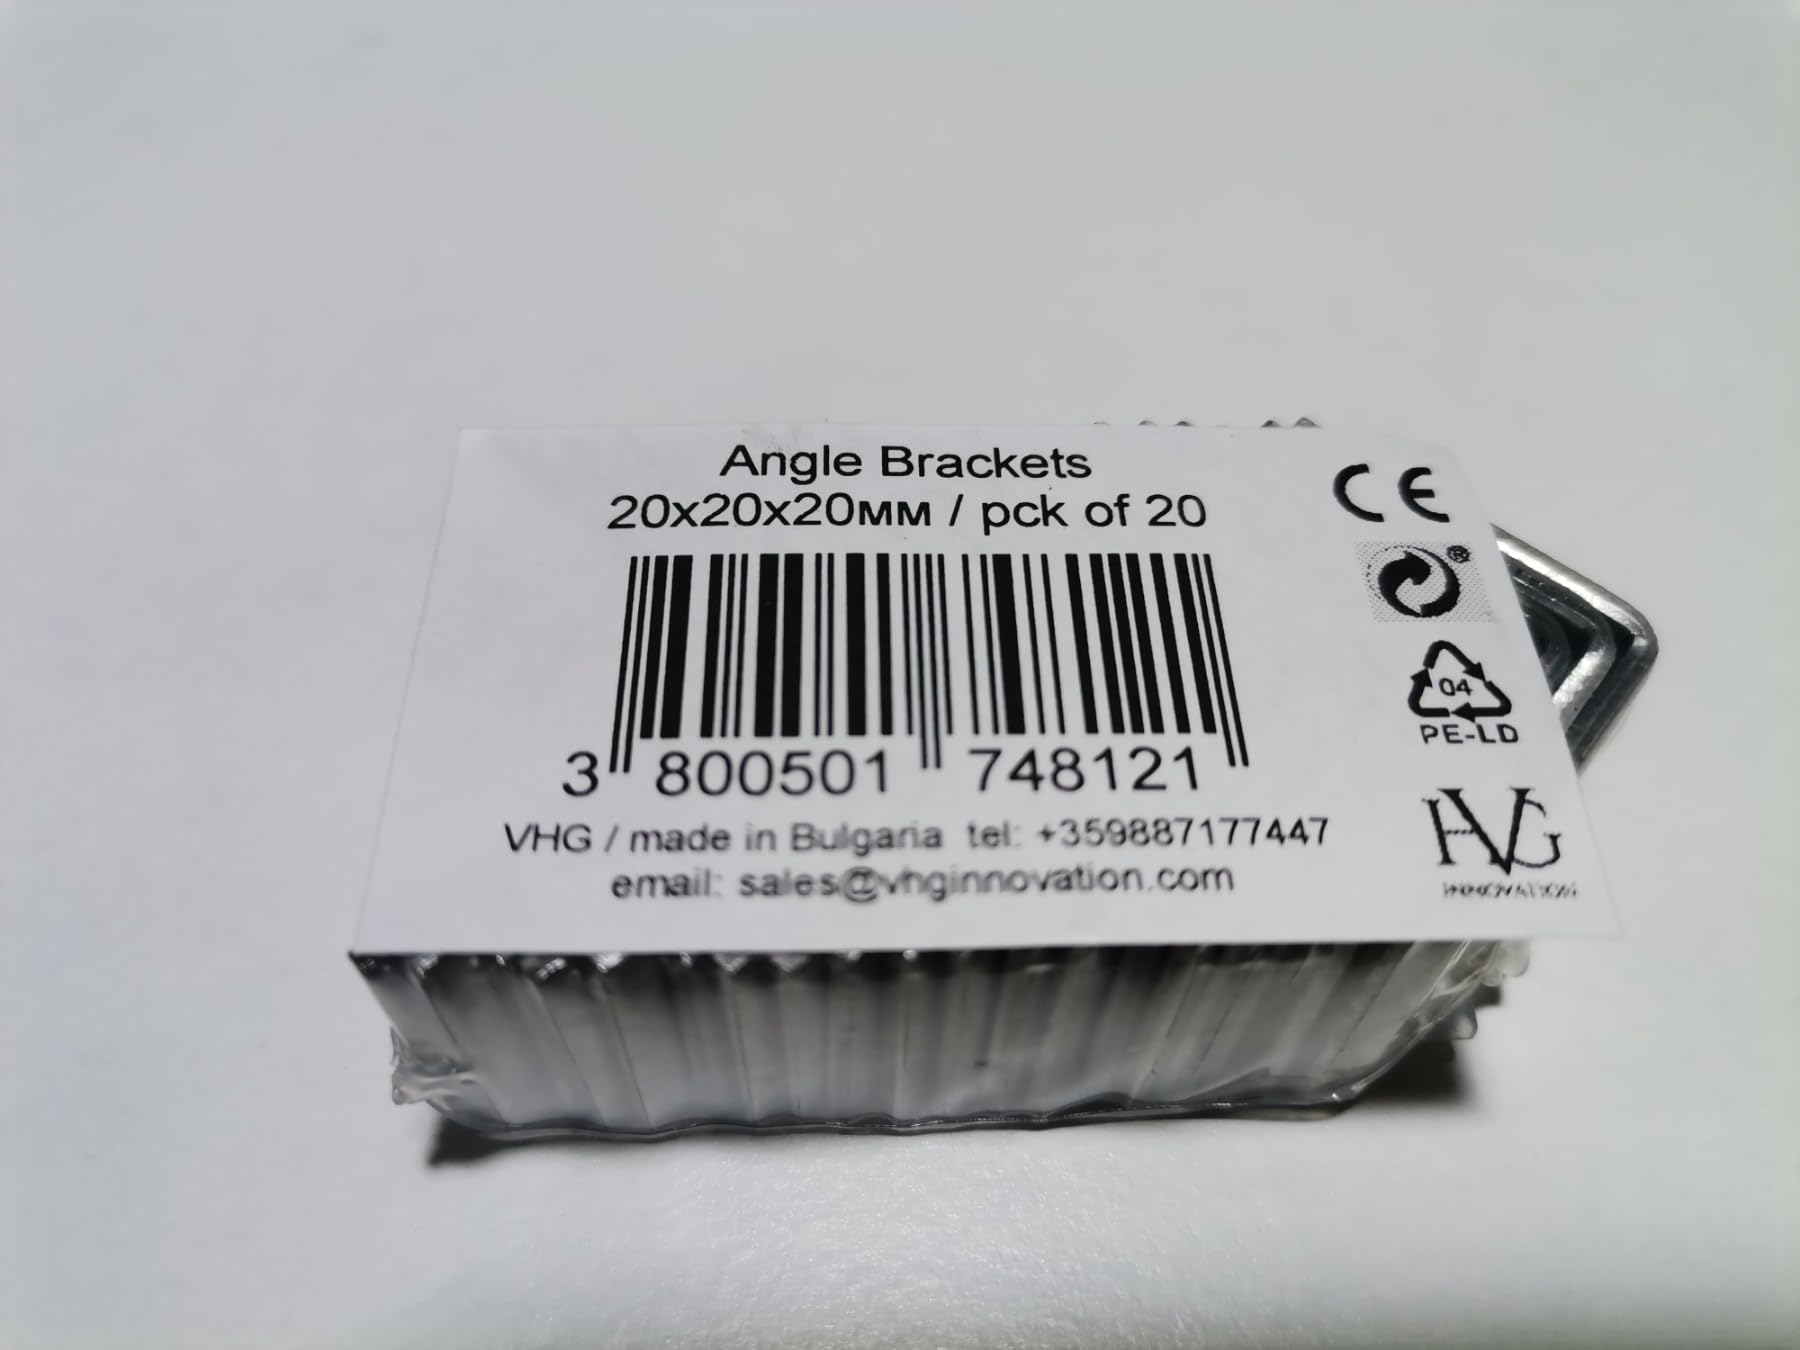 Angle Brackets
20x20x20мм / pck of 20
3 800501 748121
VHG / made in Bulgaria tel: +359887177447
email: sales@vhginnovation.com
CE
®
04
PE-LD
HVG
INNOVATION